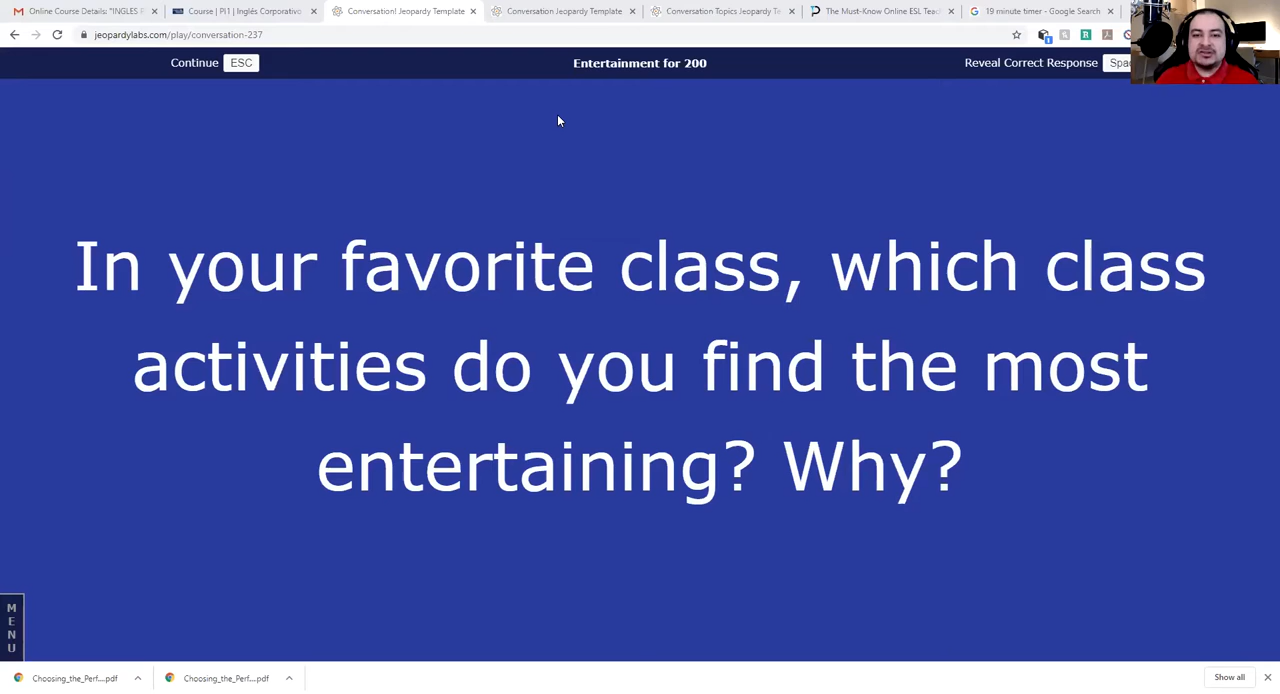 Online Course Details: "INGLES P
Course | PI1 | Inglés Corporativo
Conversation! Jeopardy Template
Conversation Jeopardy Template
Conversation Topics Jeopardy Te
The Must-Know Online ESL Teac
19 minute timer - Google Search
jeopardylabs.com/play/conversation-237
Continue ESC
Entertainment for 200
Reveal Correct Response Spac
In your favorite class, which class
activities do you find the most
entertaining? Why?
MENU
Choosing_the_Perf....pdf
Choosing_the_Perf....pdf
Show all